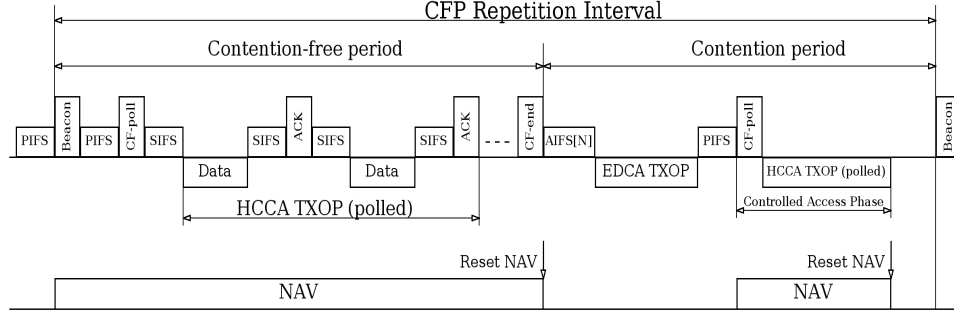 CFP Repetition Interval
Contention-free period
Contention period
PIFS
Beacon
PIFS
CF-poll
SIFS
SIFS
ACK
SIFS
SIFS
ACK
CF-end
AIFS[N]
PIFS
CF-poll
Beacon
Data
Data
EDCA TXOP
HCCA TXOP (polled)
HCCA TXOP (polled)
Controlled Access Phase
Reset NAV
Reset NAV
NAV
NAV